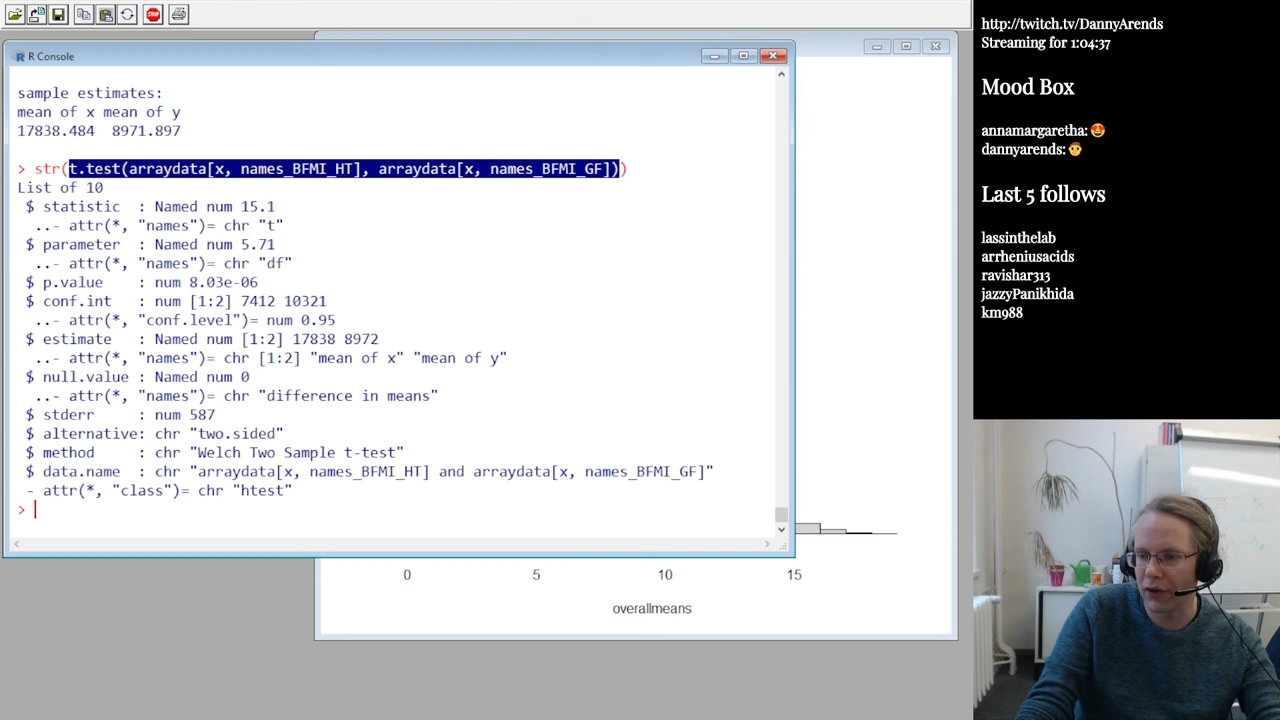 R Console
sample estimates:
mean of x mean of y
17838.484  8971.897
> str(t.test(arraydata[x, names_BFMI_HT], arraydata[x, names_BFMI_GF]))
List of 10
 $ statistic  : Named num 15.1
  ..- attr(*, "names")= chr "t"
 $ parameter  : Named num 5.71
  ..- attr(*, "names")= chr "df"
 $ p.value    : num 8.03e-06
 $ conf.int   : num [1:2] 7412 10321
  ..- attr(*, "conf.level")= num 0.95
 $ estimate   : Named num [1:2] 17838 8972
  ..- attr(*, "names")= chr [1:2] "mean of x" "mean of y"
 $ null.value : Named num 0
  ..- attr(*, "names")= chr "difference in means"
 $ stderr     : num 587
 $ alternative: chr "two.sided"
 $ method     : chr "Welch Two Sample t-test"
 $ data.name  : chr "arraydata[x, names_BFMI_HT] and arraydata[x, names_BFMI_GF]"
 - attr(*, "class")= chr "htest"
>
0 5 10 15
overallmeans
http://twitch.tv/DannyArends
Streaming for 1:04:37
Mood Box
annamargaretha: 😍
dannyarends: 🤶
Last 5 follows
lassinthelab
arrheniusacids
ravishar313
jazzyPanikhida
km988
STOP